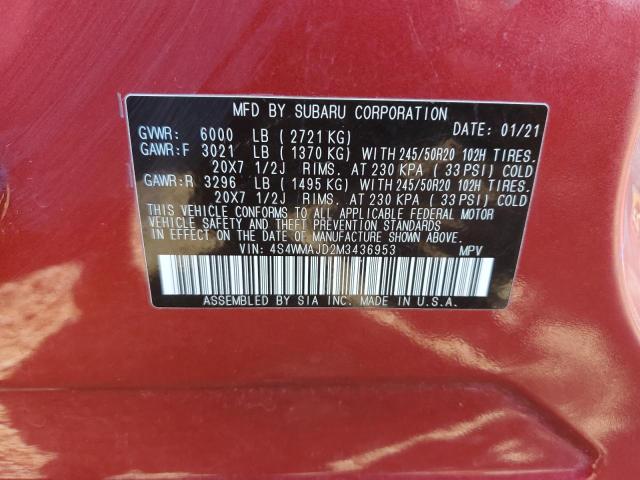 MFD BY SUBARU CORPORATION
GVWR: 6000 LB ( 2721 KG) DATE: 01/21
GAWR:F 3021 LB ( 1370 KG) WITH 245/50R20 102H TIRES.
20X7 1/2J RIMS. AT 230 KPA ( 33 PSI) COLD
GAWR:R 3296 LB ( 1495 KG) WITH 245/50R20 102H TIRES.
20X7 1/2J RIMS. AT 230 KPA ( 33 PSI) COLD
THIS VEHICLE CONFORMS TO ALL APPLICABLE FEDERAL MOTOR
VEHICLE SAFETY AND THEFT PREVENTION STANDARDS
IN EFFECT ON THE DATE OF MANUFACTURE SHOWN ABOVE.
VIN: 4S4WMAJD2M3436953 MPV
ASSEMBLED BY SIA INC. MADE IN U.S.A.